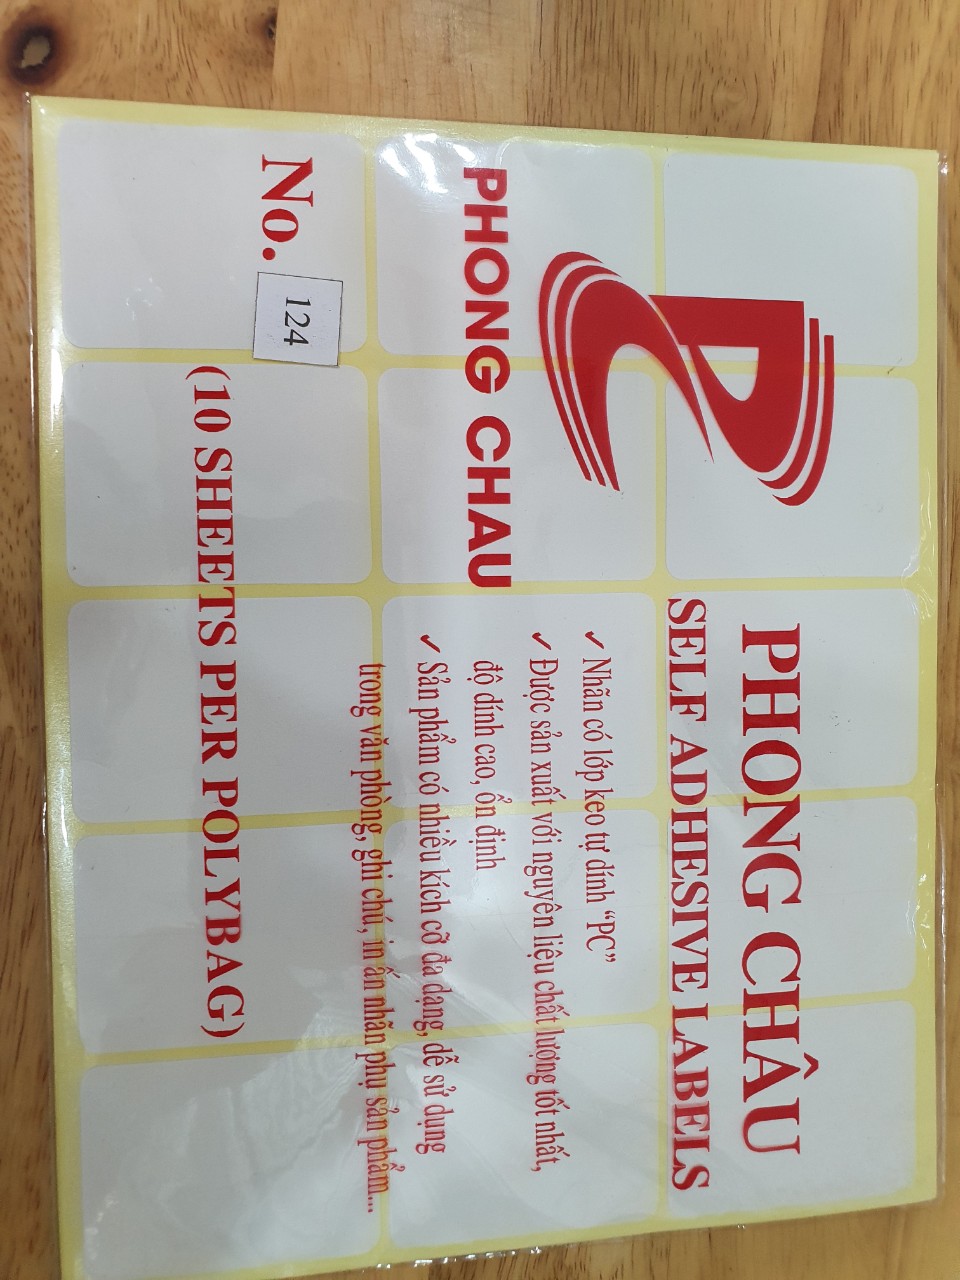 PHONG CHAU
PHONG CHÂU
SELF ADHESIVE LABELS
✓ Nhãn có lớp keo tự dính “PC”
✓ Được sản xuất với nguyên liệu chất lượng tốt nhất,
độ dính cao, ổn định
✓ Sản phẩm có nhiều kích cỡ đa dạng, dễ sử dụng
trong văn phòng, ghi chú, in ấn nhãn phụ sản phẩm...
No. 124
(10 SHEETS PER POLYBAG)